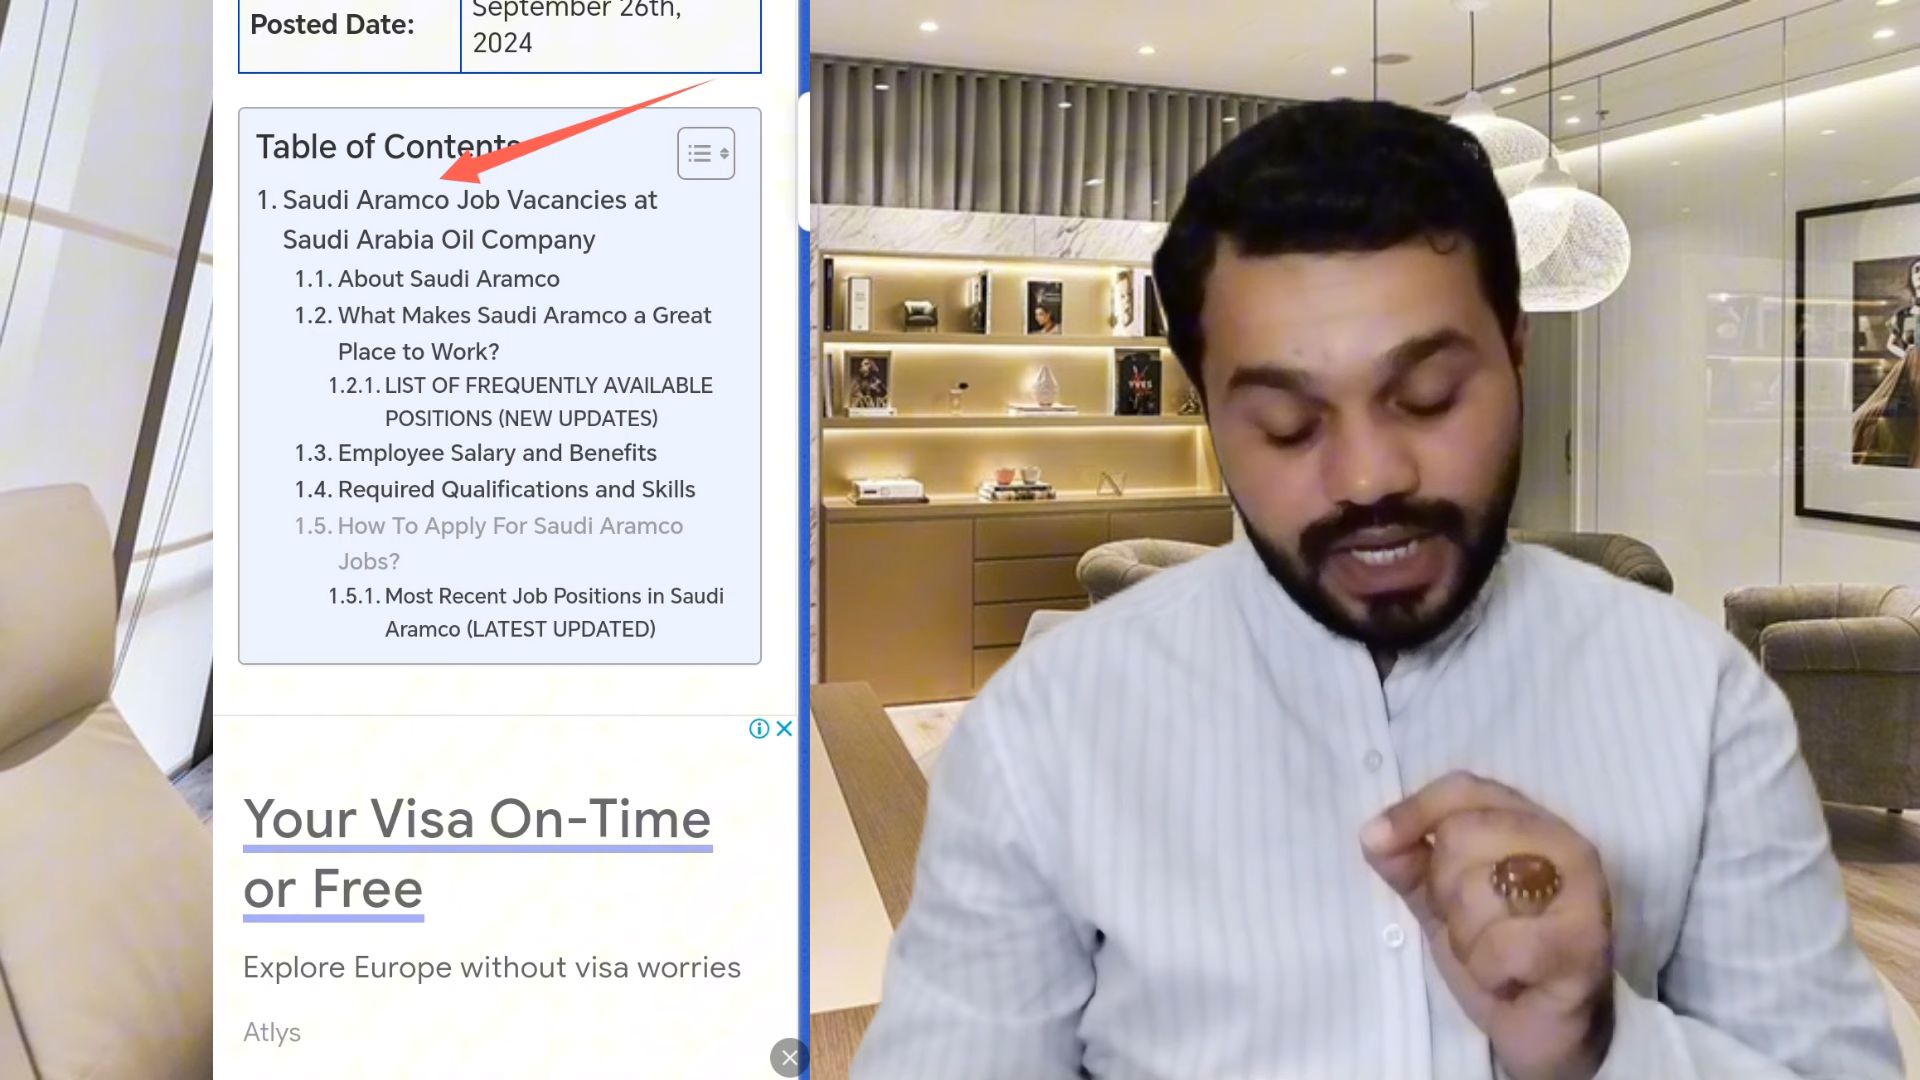 Posted Date:
September 26th,
2024
Table of Contents
1. Saudi Aramco Job Vacancies at
Saudi Arabia Oil Company
1.1. About Saudi Aramco
1.2. What Makes Saudi Aramco a Great
Place to Work?
1.2.1. LIST OF FREQUENTLY AVAILABLE
POSITIONS (NEW UPDATES)
1.3. Employee Salary and Benefits
1.4. Required Qualifications and Skills
1.5. How To Apply For Saudi Aramco
Jobs?
1.5.1. Most Recent Job Positions in Saudi
Aramco (LATEST UPDATED)
Your Visa On-Time
or Free
Explore Europe without visa worries
Atlys